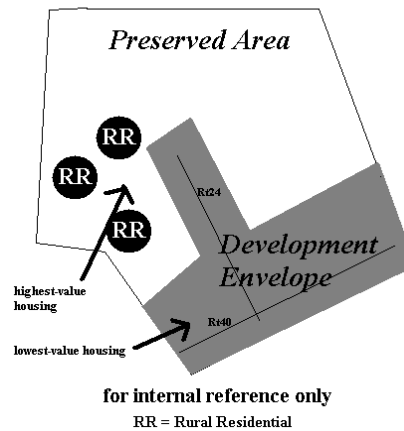 Preserved Area
RR
RR
RR
Rt24
Development
Envelope
highest-value
housing
Rt40
lowest-value housing
for internal reference only
RR = Rural Residential